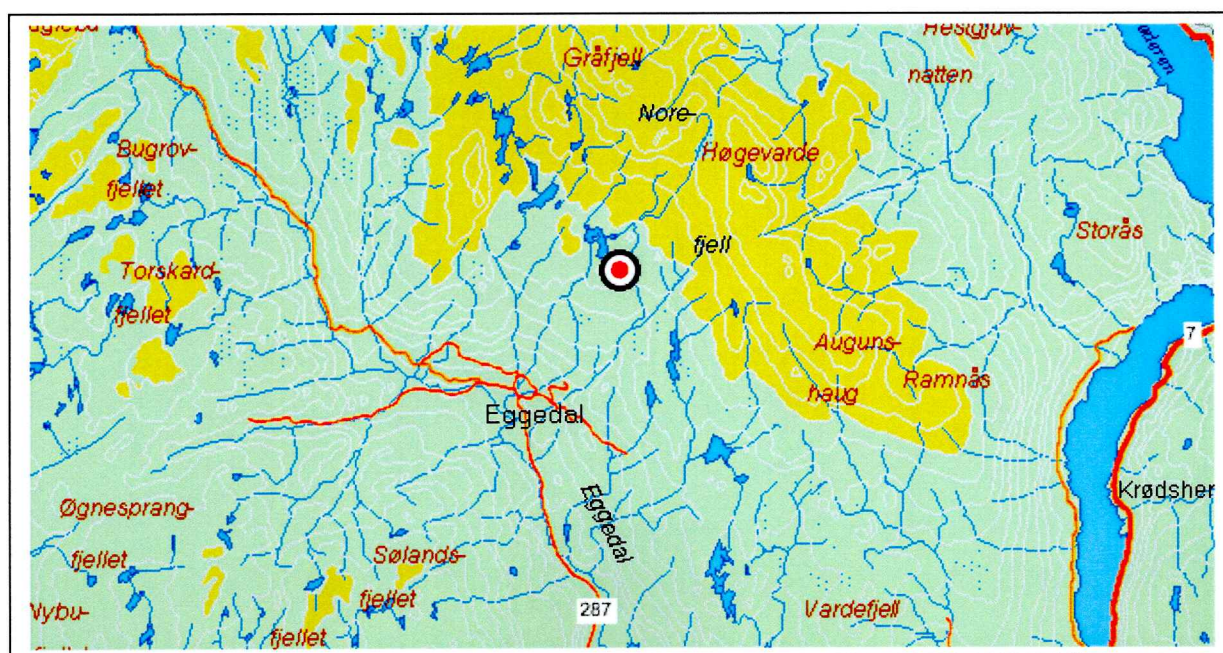 Gråfjell
natten
Nore-
Bugrov-
fjellet
Høgevarde
Storås
fjell
Torskard-
fjellet
7
Auguns-
haug
Ramnås
Eggedal
Krødsher
Eggedal
Øgnesprang-
fjellet
Sølands-
fjellet
287
Vardefjell
fjellet